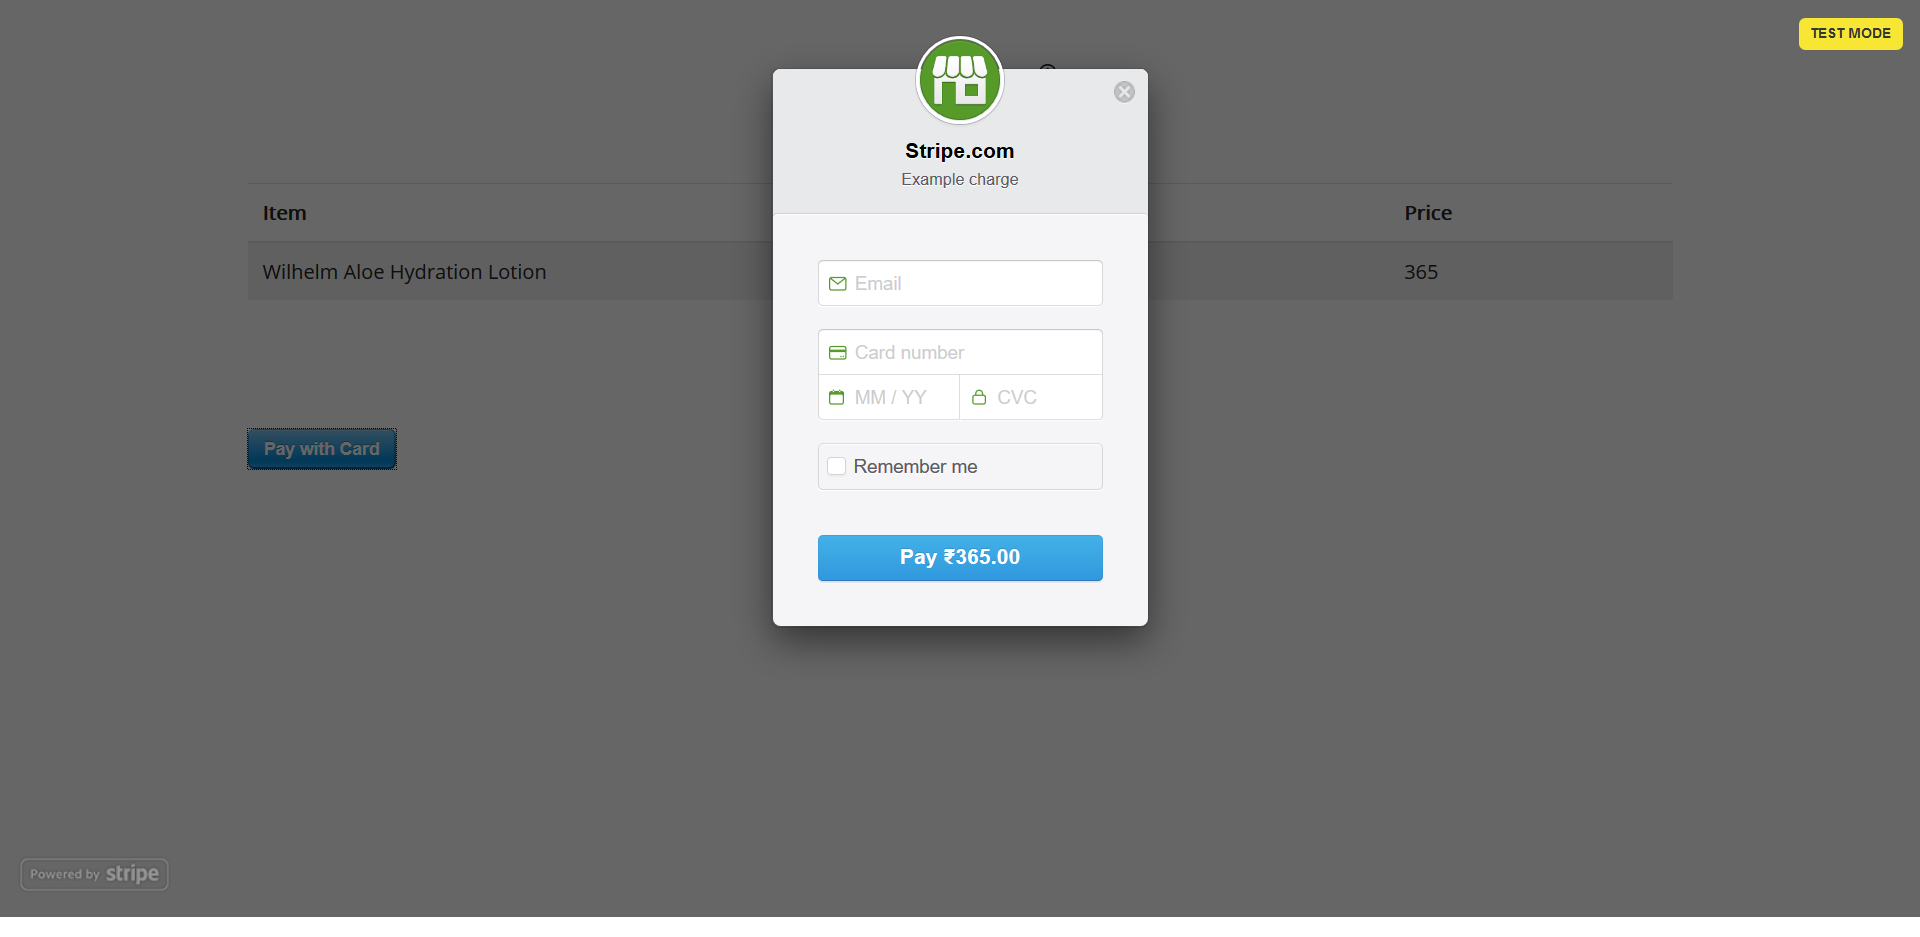 TEST MODE
Stripe.com
Example charge
Item Price
Wilhelm Aloe Hydration Lotion 365
Email
Card number
MM / YY CVC
Pay with Card
Remember me
Pay ₹365.00
Powered by stripe